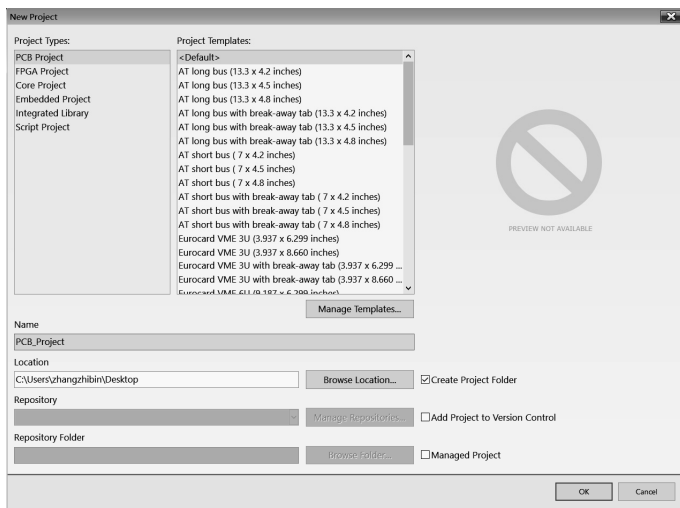 New Project
Project Types:
PCB Project
FPGA Project
Core Project
Embedded Project
Integrated Library
Script Project
Project Templates:
<Default>
AT long bus (13.3 x 4.2 inches)
AT long bus (13.3 x 4.5 inches)
AT long bus (13.3 x 4.8 inches)
AT long bus with break-away tab (13.3 x 4.2 inches)
AT long bus with break-away tab (13.3 x 4.5 inches)
AT long bus with break-away tab (13.3 x 4.8 inches)
AT short bus ( 7 x 4.2 inches)
AT short bus ( 7 x 4.5 inches)
AT short bus ( 7 x 4.8 inches)
AT short bus with break-away tab ( 7 x 4.2 inches)
AT short bus with break-away tab ( 7 x 4.5 inches)
AT short bus with break-away tab ( 7 x 4.8 inches)
Eurocard VME 3U (3.937 x 6.299 inches)
Eurocard VME 3U (3.937 x 8.660 inches)
Eurocard VME 3U with break-away tab (3.937 x 6.299 ...
Eurocard VME 3U with break-away tab (3.937 x 8.660 ...
Eurocard VME 6U (9.187 x 6.299 inches)
PREVIEW NOT AVAILABLE
Manage Templates...
Name
PCB_Project
Location
C:\Users\zhangzhibin\Desktop
Browse Location...
Create Project Folder
Repository
Manage Repositories...
Add Project to Version Control
Repository Folder
Browse Folder...
Managed Project
OK
Cancel